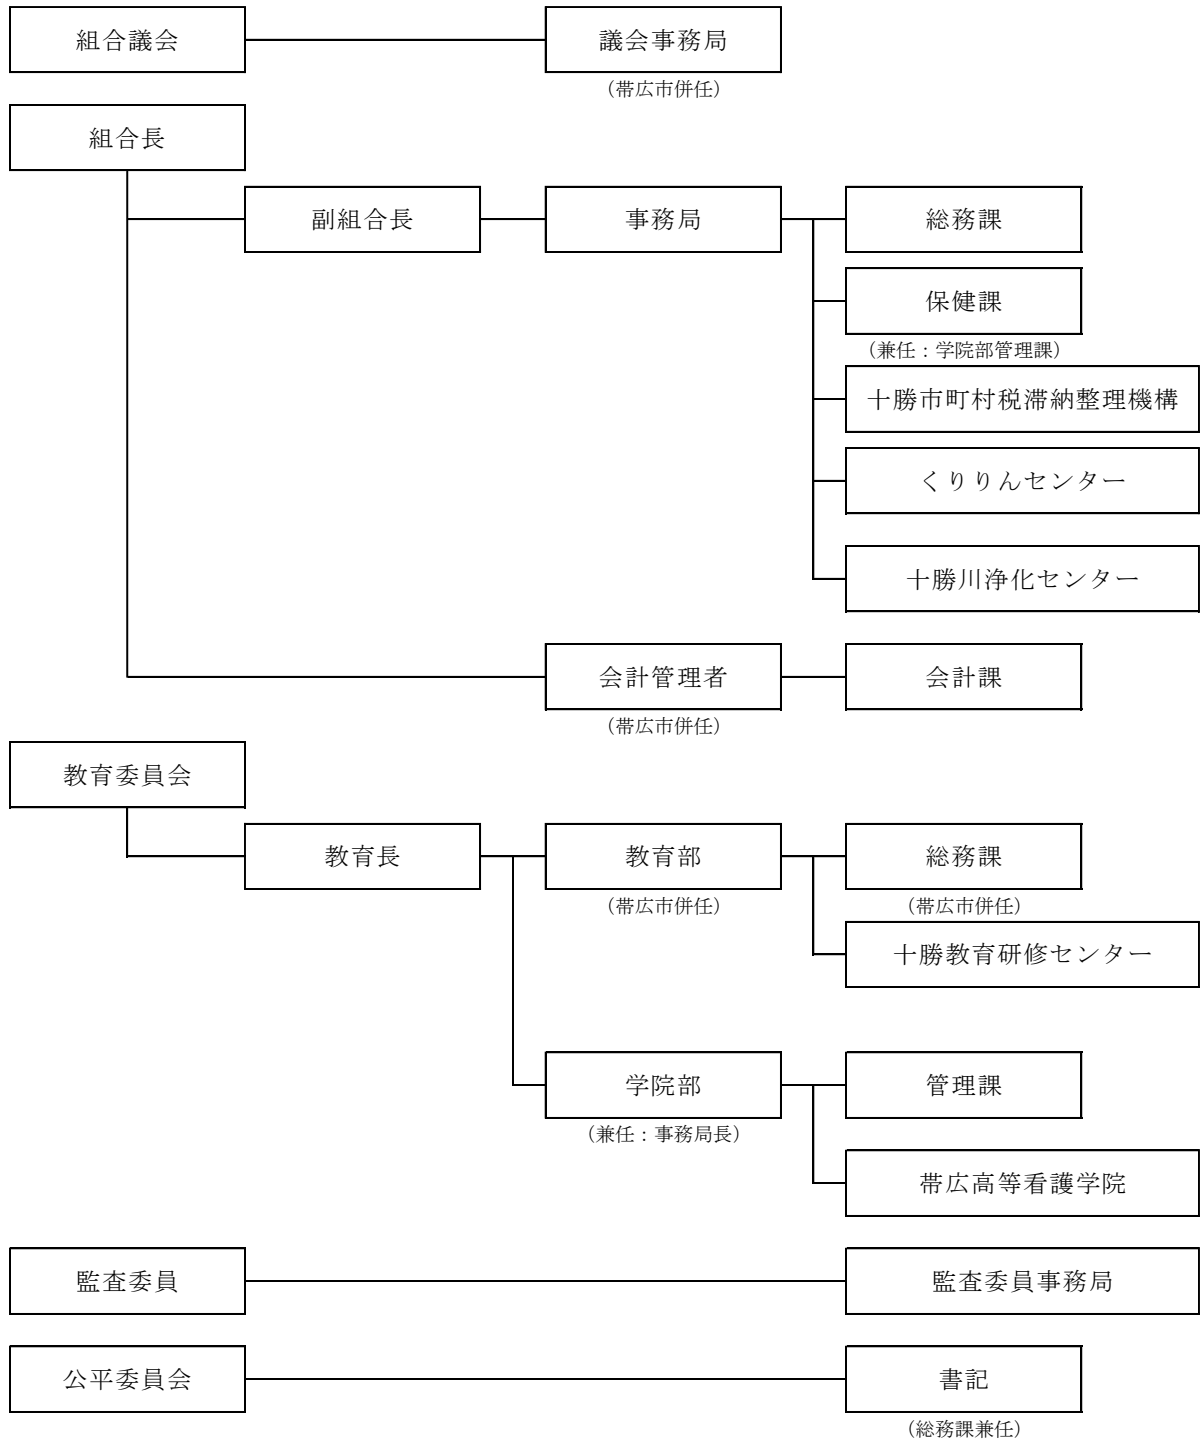 組合議会
議会事務局
（帯広市併任）
組合長
副組合長
事務局
総務課
保健課
（兼任：学院部管理課）
十勝市町村税滞納整理機構
くりりんセンター
十勝川浄化センター
会計管理者
（帯広市併任）
会計課
教育委員会
教育長
教育部
（帯広市併任）
総務課
（帯広市併任）
十勝教育研修センター
学院部
（兼任：事務局長）
管理課
帯広高等看護学院
監査委員
監査委員事務局
公平委員会
書記
（総務課兼任）